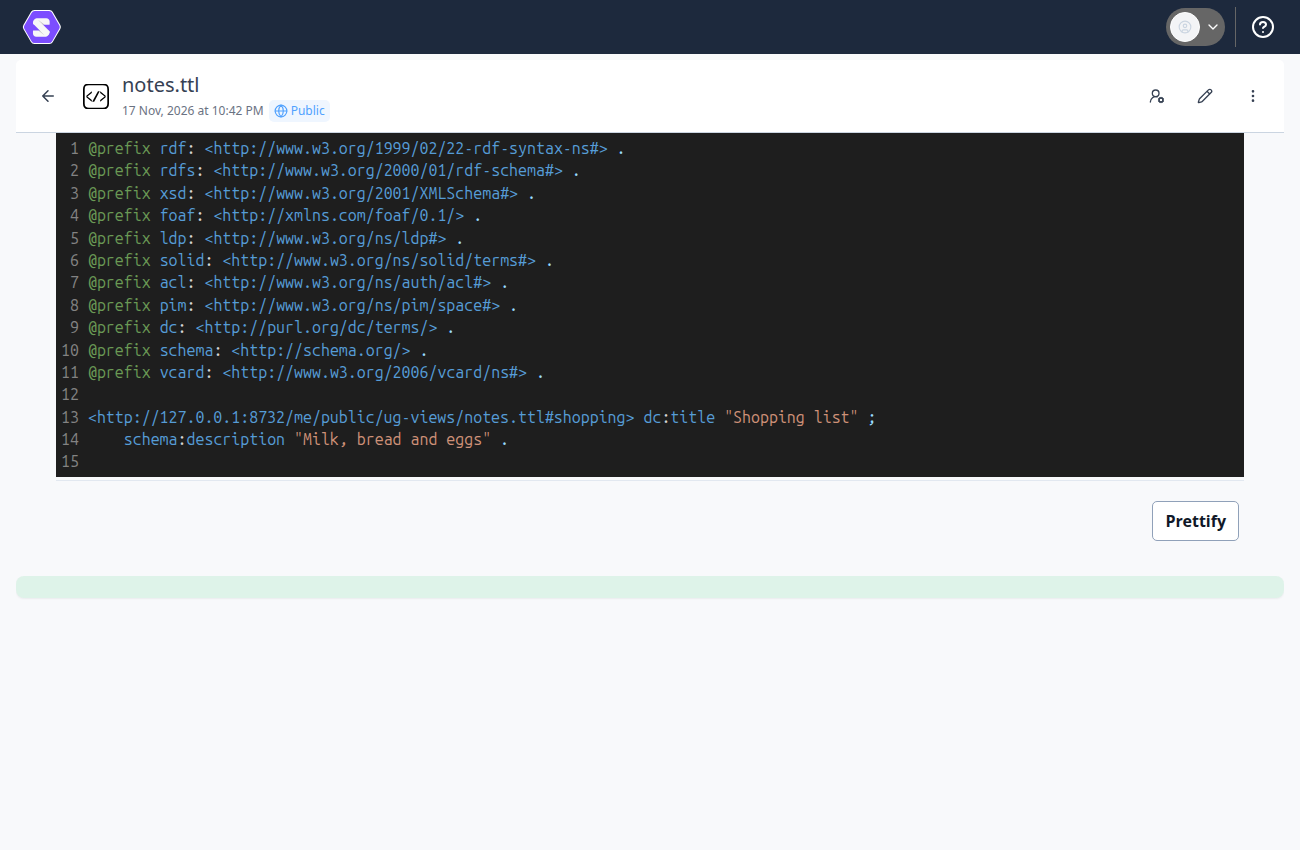 notes.ttl
17 Nov, 2026 at 10:42 PM Public
1 @prefix rdf: <http://www.w3.org/1999/02/22-rdf-syntax-ns#> .
2 @prefix rdfs: <http://www.w3.org/2000/01/rdf-schema#> .
3 @prefix xsd: <http://www.w3.org/2001/XMLSchema#> .
4 @prefix foaf: <http://xmlns.com/foaf/0.1/> .
5 @prefix ldp: <http://www.w3.org/ns/ldp#> .
6 @prefix solid: <http://www.w3.org/ns/solid/terms#> .
7 @prefix acl: <http://www.w3.org/ns/auth/acl#> .
8 @prefix pim: <http://www.w3.org/ns/pim/space#> .
9 @prefix dc: <http://purl.org/dc/terms/> .
10 @prefix schema: <http://schema.org/> .
11 @prefix vcard: <http://www.w3.org/2006/vcard/ns#> .
12
13 <http://127.0.0.1:8732/me/public/ug-views/notes.ttl#shopping> dc:title "Shopping list" ;
14     schema:description "Milk, bread and eggs" .
15
Prettify